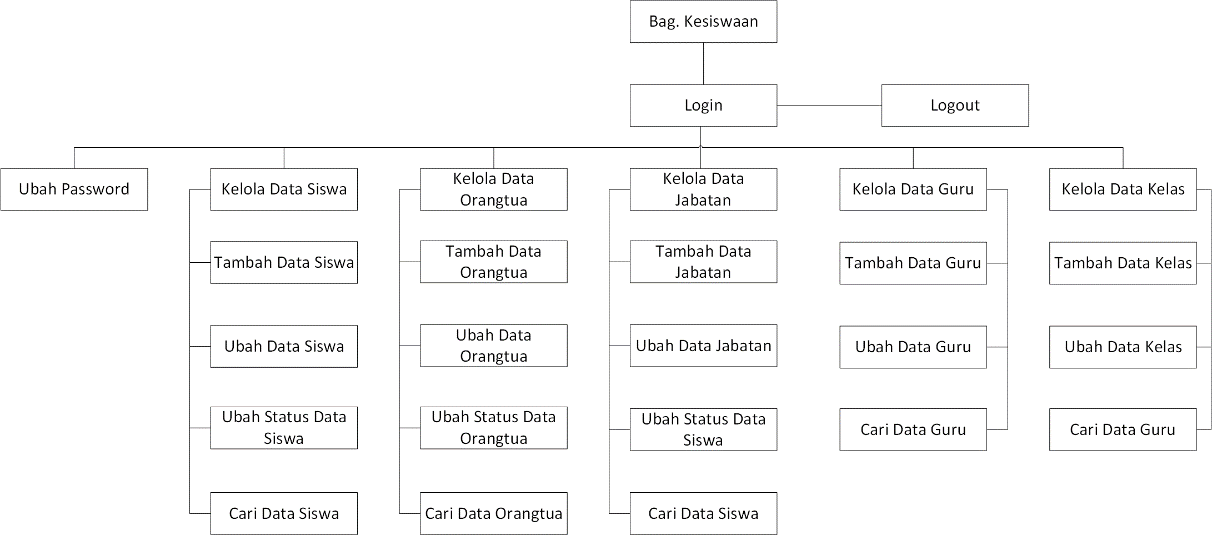 Bag. Kesiswaan
Login
Logout
Ubah Password
Kelola Data Siswa
Kelola Data
Orangtua
Kelola Data
Jabatan
Kelola Data Guru
Kelola Data Kelas
Tambah Data Siswa
Tambah Data
Orangtua
Tambah Data
Jabatan
Tambah Data Guru
Tambah Data Kelas
Ubah Data Siswa
Ubah Data
Orangtua
Ubah Data Jabatan
Ubah Data Guru
Ubah Data Kelas
Ubah Status Data
Siswa
Ubah Status Data
Orangtua
Ubah Status Data
Siswa
Cari Data Guru
Cari Data Guru
Cari Data Siswa
Cari Data Orangtua
Cari Data Siswa